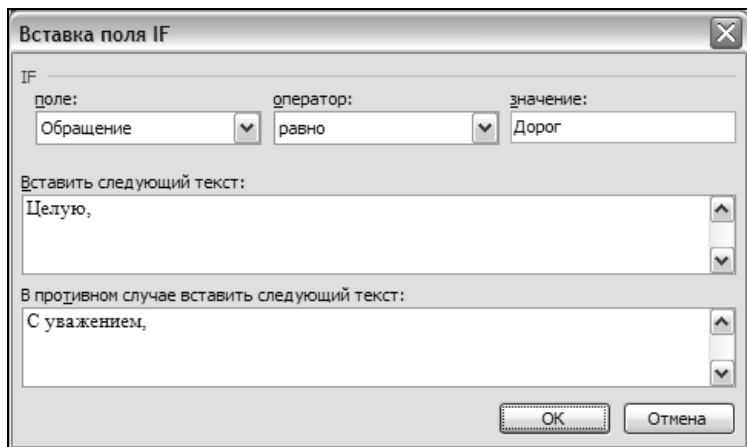 Вставка поля IF
IF
поле: оператор: значение:
Обращение равно Дорог
Вставить следующий текст:
Целую,
В противном случае вставить следующий текст:
С уважением,
ОК Отмена